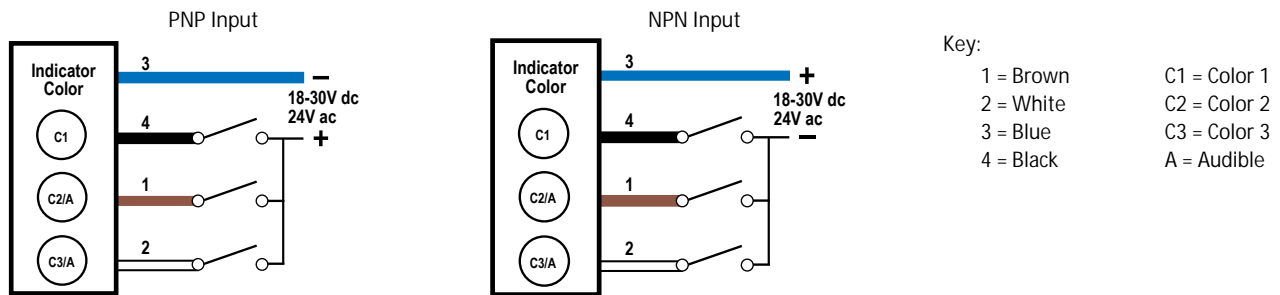 PNP Input
Indicator
Color
3
−
18-30V dc
24V ac
+
C1
4
C2/A
1
C3/A
2
NPN Input
Indicator
Color
3
+
18-30V dc
24V ac
−
C1
4
C2/A
1
C3/A
2
Key:
1 = Brown
2 = White
3 = Blue
4 = Black
C1 = Color 1
C2 = Color 2
C3 = Color 3
A = Audible